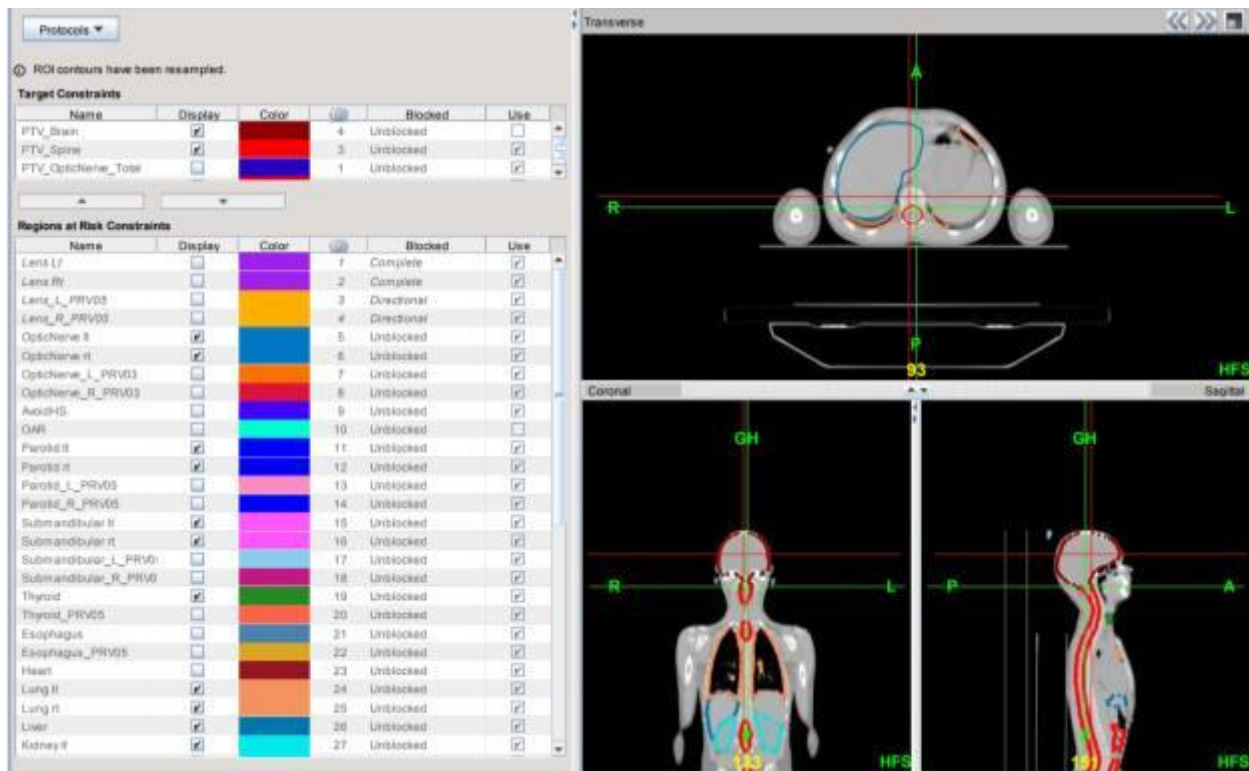 Protocols
ROI contours have been resampled.
Target Constraints
Name Display Color Blocked Use
PTV_Brain 4 Unblocked
PTV_Spine 3 Unblocked
PTV_OpticNerve_Total 1 Unblocked
Regions at Risk Constraints
Name Display Color Blocked Use
Lens Lt 1 Complete
Lens Rt 2 Complete
Lens_L_PRV03 3 Directional
Lens_R_PRV03 4 Directional
OpticNerve lt 5 Unblocked
OpticNerve rt 6 Unblocked
OpticNerve_L_PRV03 7 Unblocked
OpticNerve_R_PRV03 8 Unblocked
AvoidHS 9 Unblocked
OAR 10 Unblocked
Parotid lt 11 Unblocked
Parotid rt 12 Unblocked
Parotid_L_PRV05 13 Unblocked
Parotid_R_PRV05 14 Unblocked
Submandibular lt 15 Unblocked
Submandibular rt 16 Unblocked
Submandibular_L_PRV0 17 Unblocked
Submandibular_R_PRV0 18 Unblocked
Thyroid 19 Unblocked
Thyroid_PRV05 20 Unblocked
Esophagus 21 Unblocked
Esophagus_PRV05 22 Unblocked
Heart 23 Unblocked
Lung lt 24 Unblocked
Lung rt 25 Unblocked
Liver 26 Unblocked
Kidney lt 27 Unblocked
Transverse
A
R L
P
93 HFS
Coronal
GH
R L
133 HFS
Sagittal
GH
P A
151 HFS